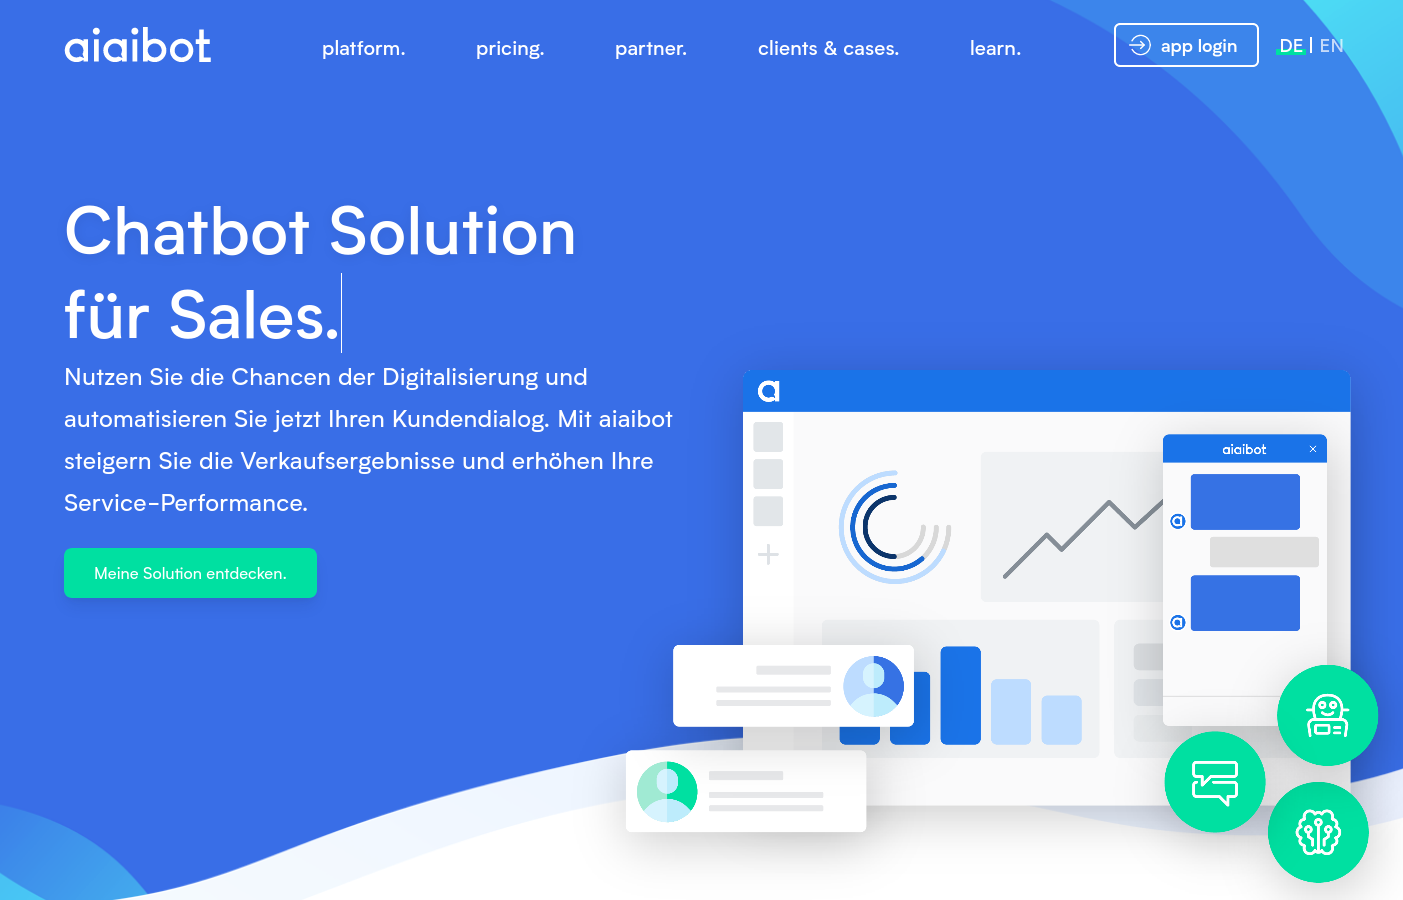 aiaibot
platform.
pricing.
partner.
clients & cases.
learn.
app login
DE | EN
Chatbot Solution
für Sales.
Nutzen Sie die Chancen der Digitalisierung und
automatisieren Sie jetzt Ihren Kundendialog. Mit aiaibot
steigern Sie die Verkaufsergebnisse und erhöhen Ihre
Service-Performance.
Meine Solution entdecken.
a
aiaibot
a
a